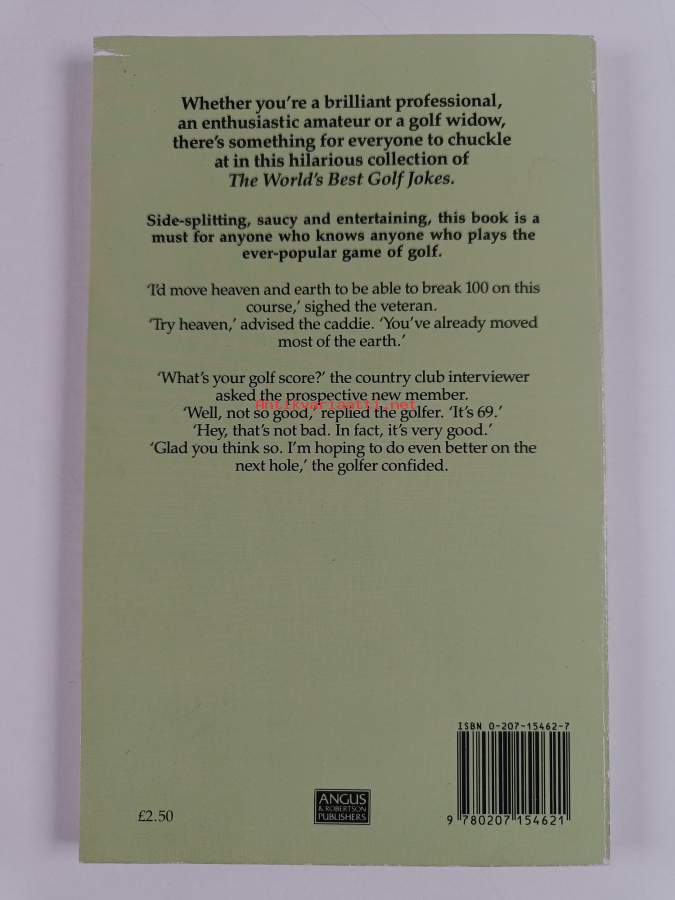 Whether you're a brilliant professional,
an enthusiastic amateur or a golf widow,
there's something for everyone to chuckle
at in this hilarious collection of
The World's Best Golf Jokes.
Side-splitting, saucy and entertaining, this book is a
must for anyone who knows anyone who plays the
ever-popular game of golf.
'I'd move heaven and earth to be able to break 100 on this
course,' sighed the veteran.
'Try heaven,' advised the caddie. 'You've already moved
most of the earth.'
'What's your golf score?' the country club interviewer
asked the prospective new member.
Antikvariaatti.net
'Well, not so good,' replied the golfer. 'It's 69.'
'Hey, that's not bad. In fact, it's very good.'
'Glad you think so. I'm hoping to do even better on the
next hole,' the golfer confided.
ISBN 0-207-15462-7
9 780207 154621
£2.50
ANGUS
& ROBERTSON
PUBLISHERS